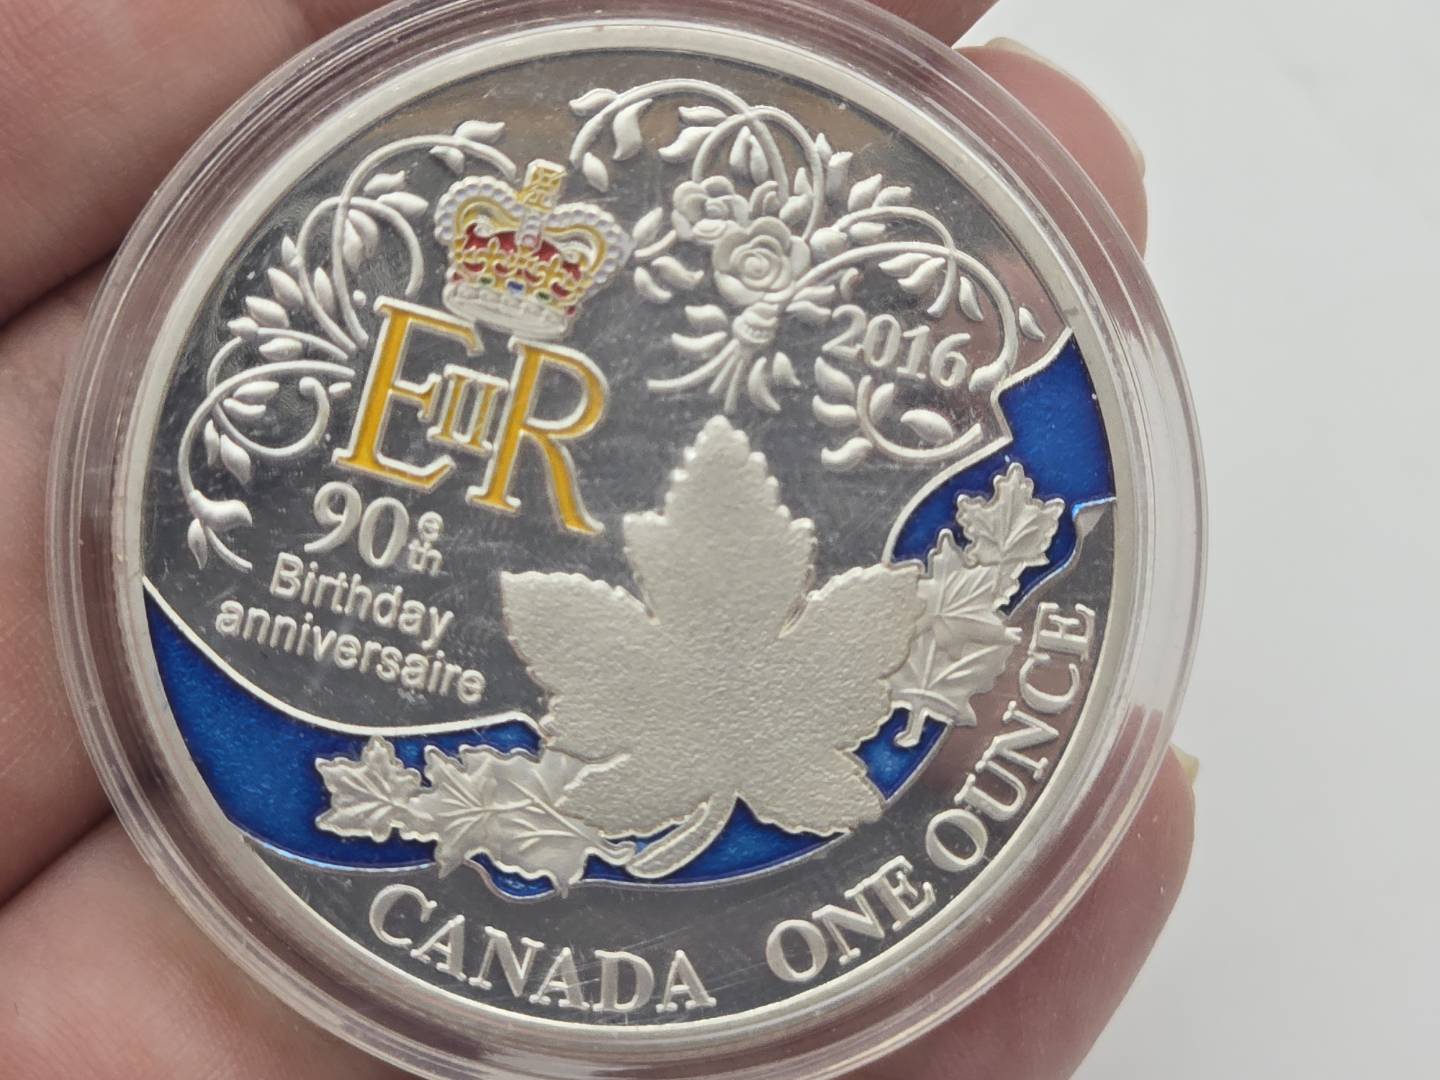 EIIR
2016
90e th
Birthday
anniversaire
CANADA ONE OUNCE